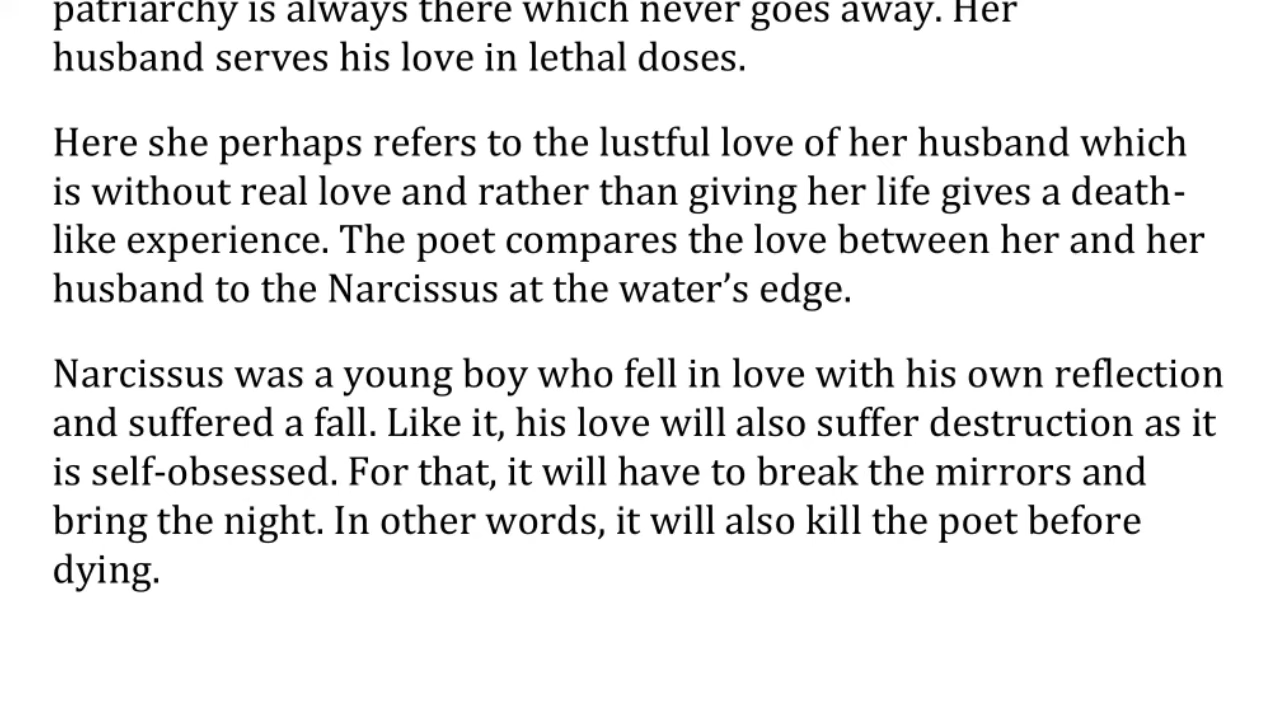 patriarchy is always there which never goes away. Her
husband serves his love in lethal doses.
Here she perhaps refers to the lustful love of her husband which
is without real love and rather than giving her life gives a death-
like experience. The poet compares the love between her and her
husband to the Narcissus at the water’s edge.
Narcissus was a young boy who fell in love with his own reflection
and suffered a fall. Like it, his love will also suffer destruction as it
is self-obsessed. For that, it will have to break the mirrors and
bring the night. In other words, it will also kill the poet before
dying.